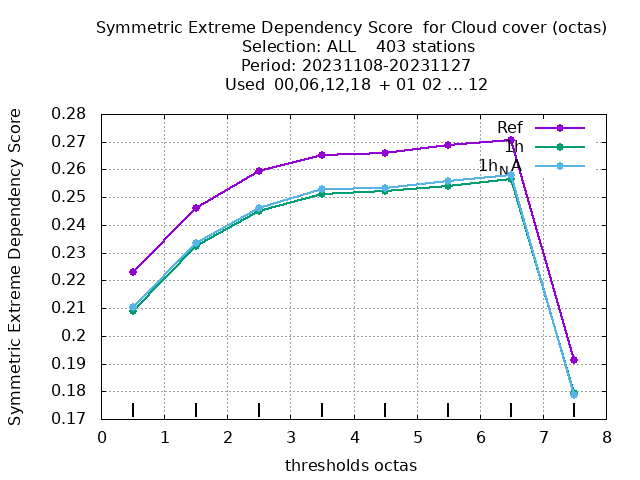 Symmetric Extreme Dependency Score for Cloud cover (octas)
Selection: ALL 403 stations
Period: 20231108-20231127
Used 00,06,12,18 + 01 02 ... 12
Symmetric Extreme Dependency Score
0.28
0.27
0.26
0.25
0.24
0.23
0.22
0.21
0.2
0.19
0.18
0.17
Ref
1h
1hNA
0 1 2 3 4 5 6 7 8
thresholds octas